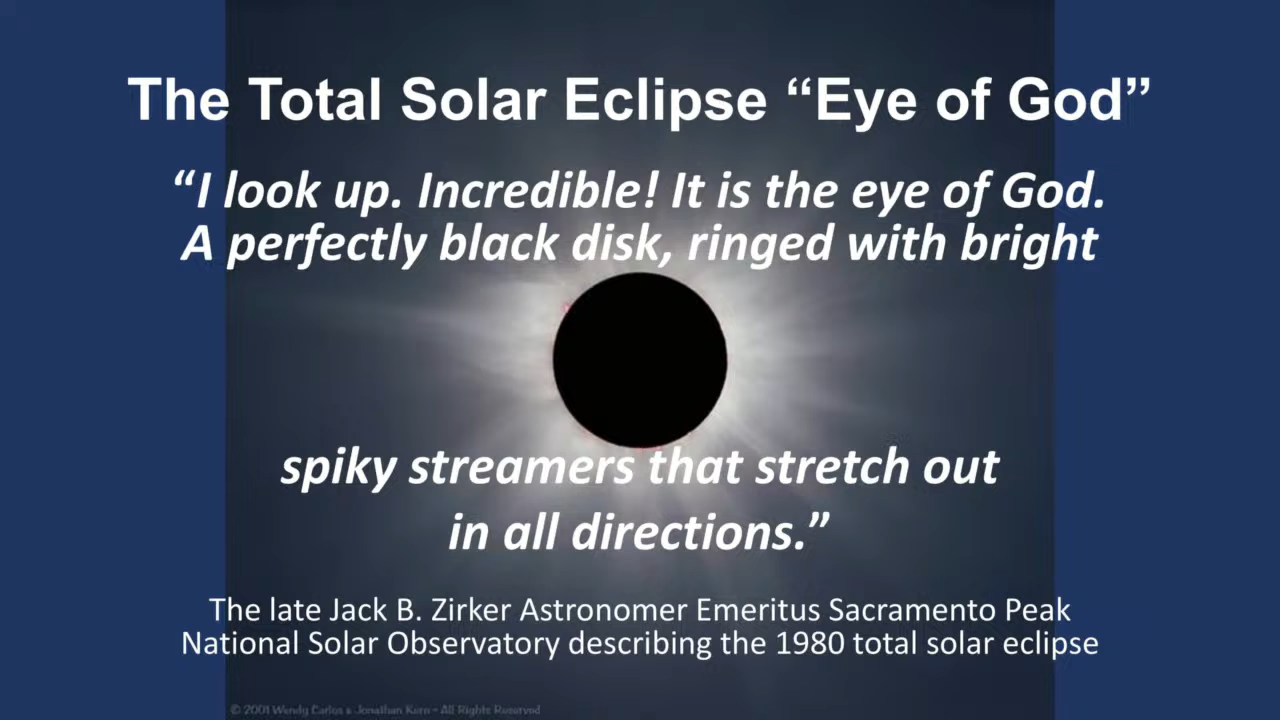 The Total Solar Eclipse “Eye of God”
“I look up. Incredible! It is the eye of God.
A perfectly black disk, ringed with bright
spiky streamers that stretch out
in all directions.”
The late Jack B. Zirker Astronomer Emeritus Sacramento Peak
National Solar Observatory describing the 1980 total solar eclipse
© 2001 Wendy Carlos & Jonathan Kern - All Rights Reserved